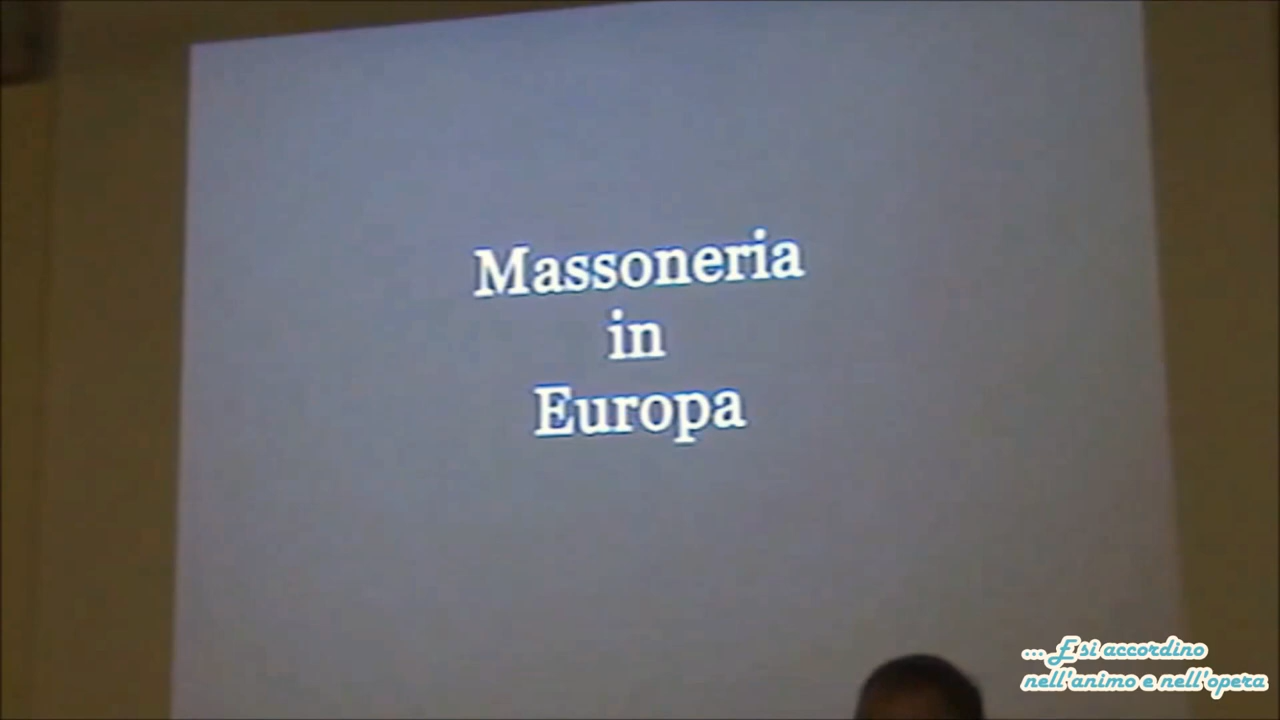 Massoneria
in
Europa
... E si accordino
nell'animo e nell'opera